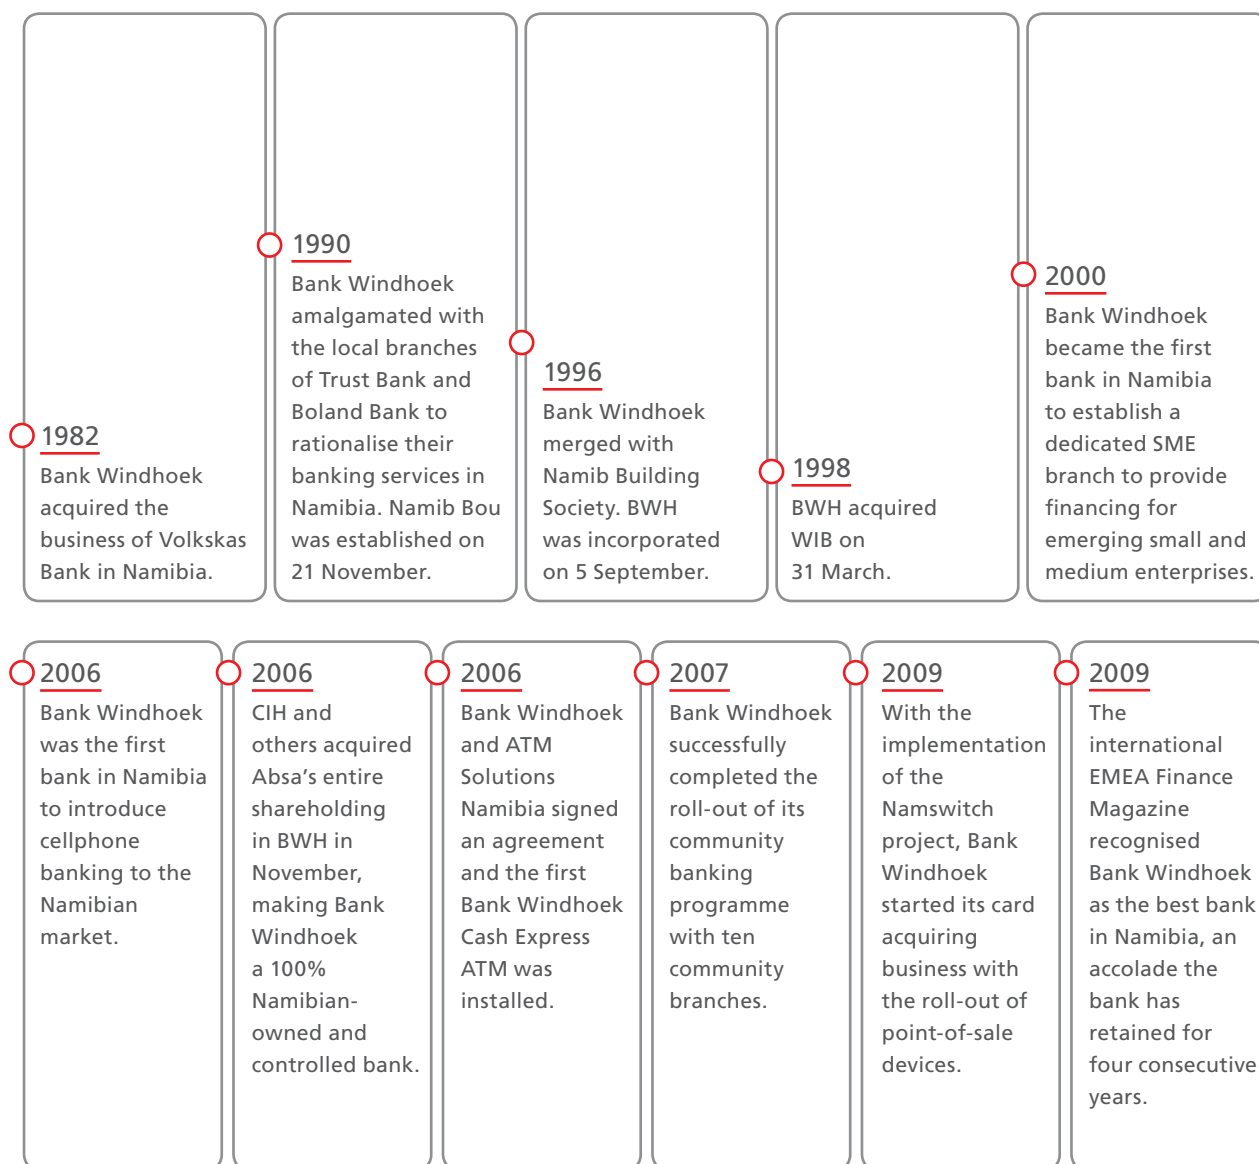 1982
Bank Windhoek
acquired the
business of Volkskas
Bank in Namibia.
1990
Bank Windhoek
amalgamated with
the local branches
of Trust Bank and
Boland Bank to
rationalise their
banking services in
Namibia. Namib Bou
was established on
21 November.
1996
Bank Windhoek
merged with
Namib Building
Society. BWH
was incorporated
on 5 September.
1998
BWH acquired
WIB on
31 March.
2000
Bank Windhoek
became the first
bank in Namibia
to establish a
dedicated SME
branch to provide
financing for
emerging small and
medium enterprises.
2006
Bank Windhoek
was the first
bank in Namibia
to introduce
cellphone
banking to the
Namibian
market.
2006
CIH and
others acquired
Absa’s entire
shareholding
in BWH in
November,
making Bank
Windhoek
a 100%
Namibian-
owned and
controlled bank.
2006
Bank Windhoek
and ATM
Solutions
Namibia signed
an agreement
and the first
Bank Windhoek
Cash Express
ATM was
installed.
2007
Bank Windhoek
successfully
completed the
roll-out of its
community
banking
programme
with ten
community
branches.
2009
With the
implementation
of the
Namswitch
project, Bank
Windhoek
started its card
acquiring
business with
the roll-out of
point-of-sale
devices.
2009
The
international
EMEA Finance
Magazine
recognised
Bank Windhoek
as the best bank
in Namibia, an
accolade the
bank has
retained for
four consecutive
years.